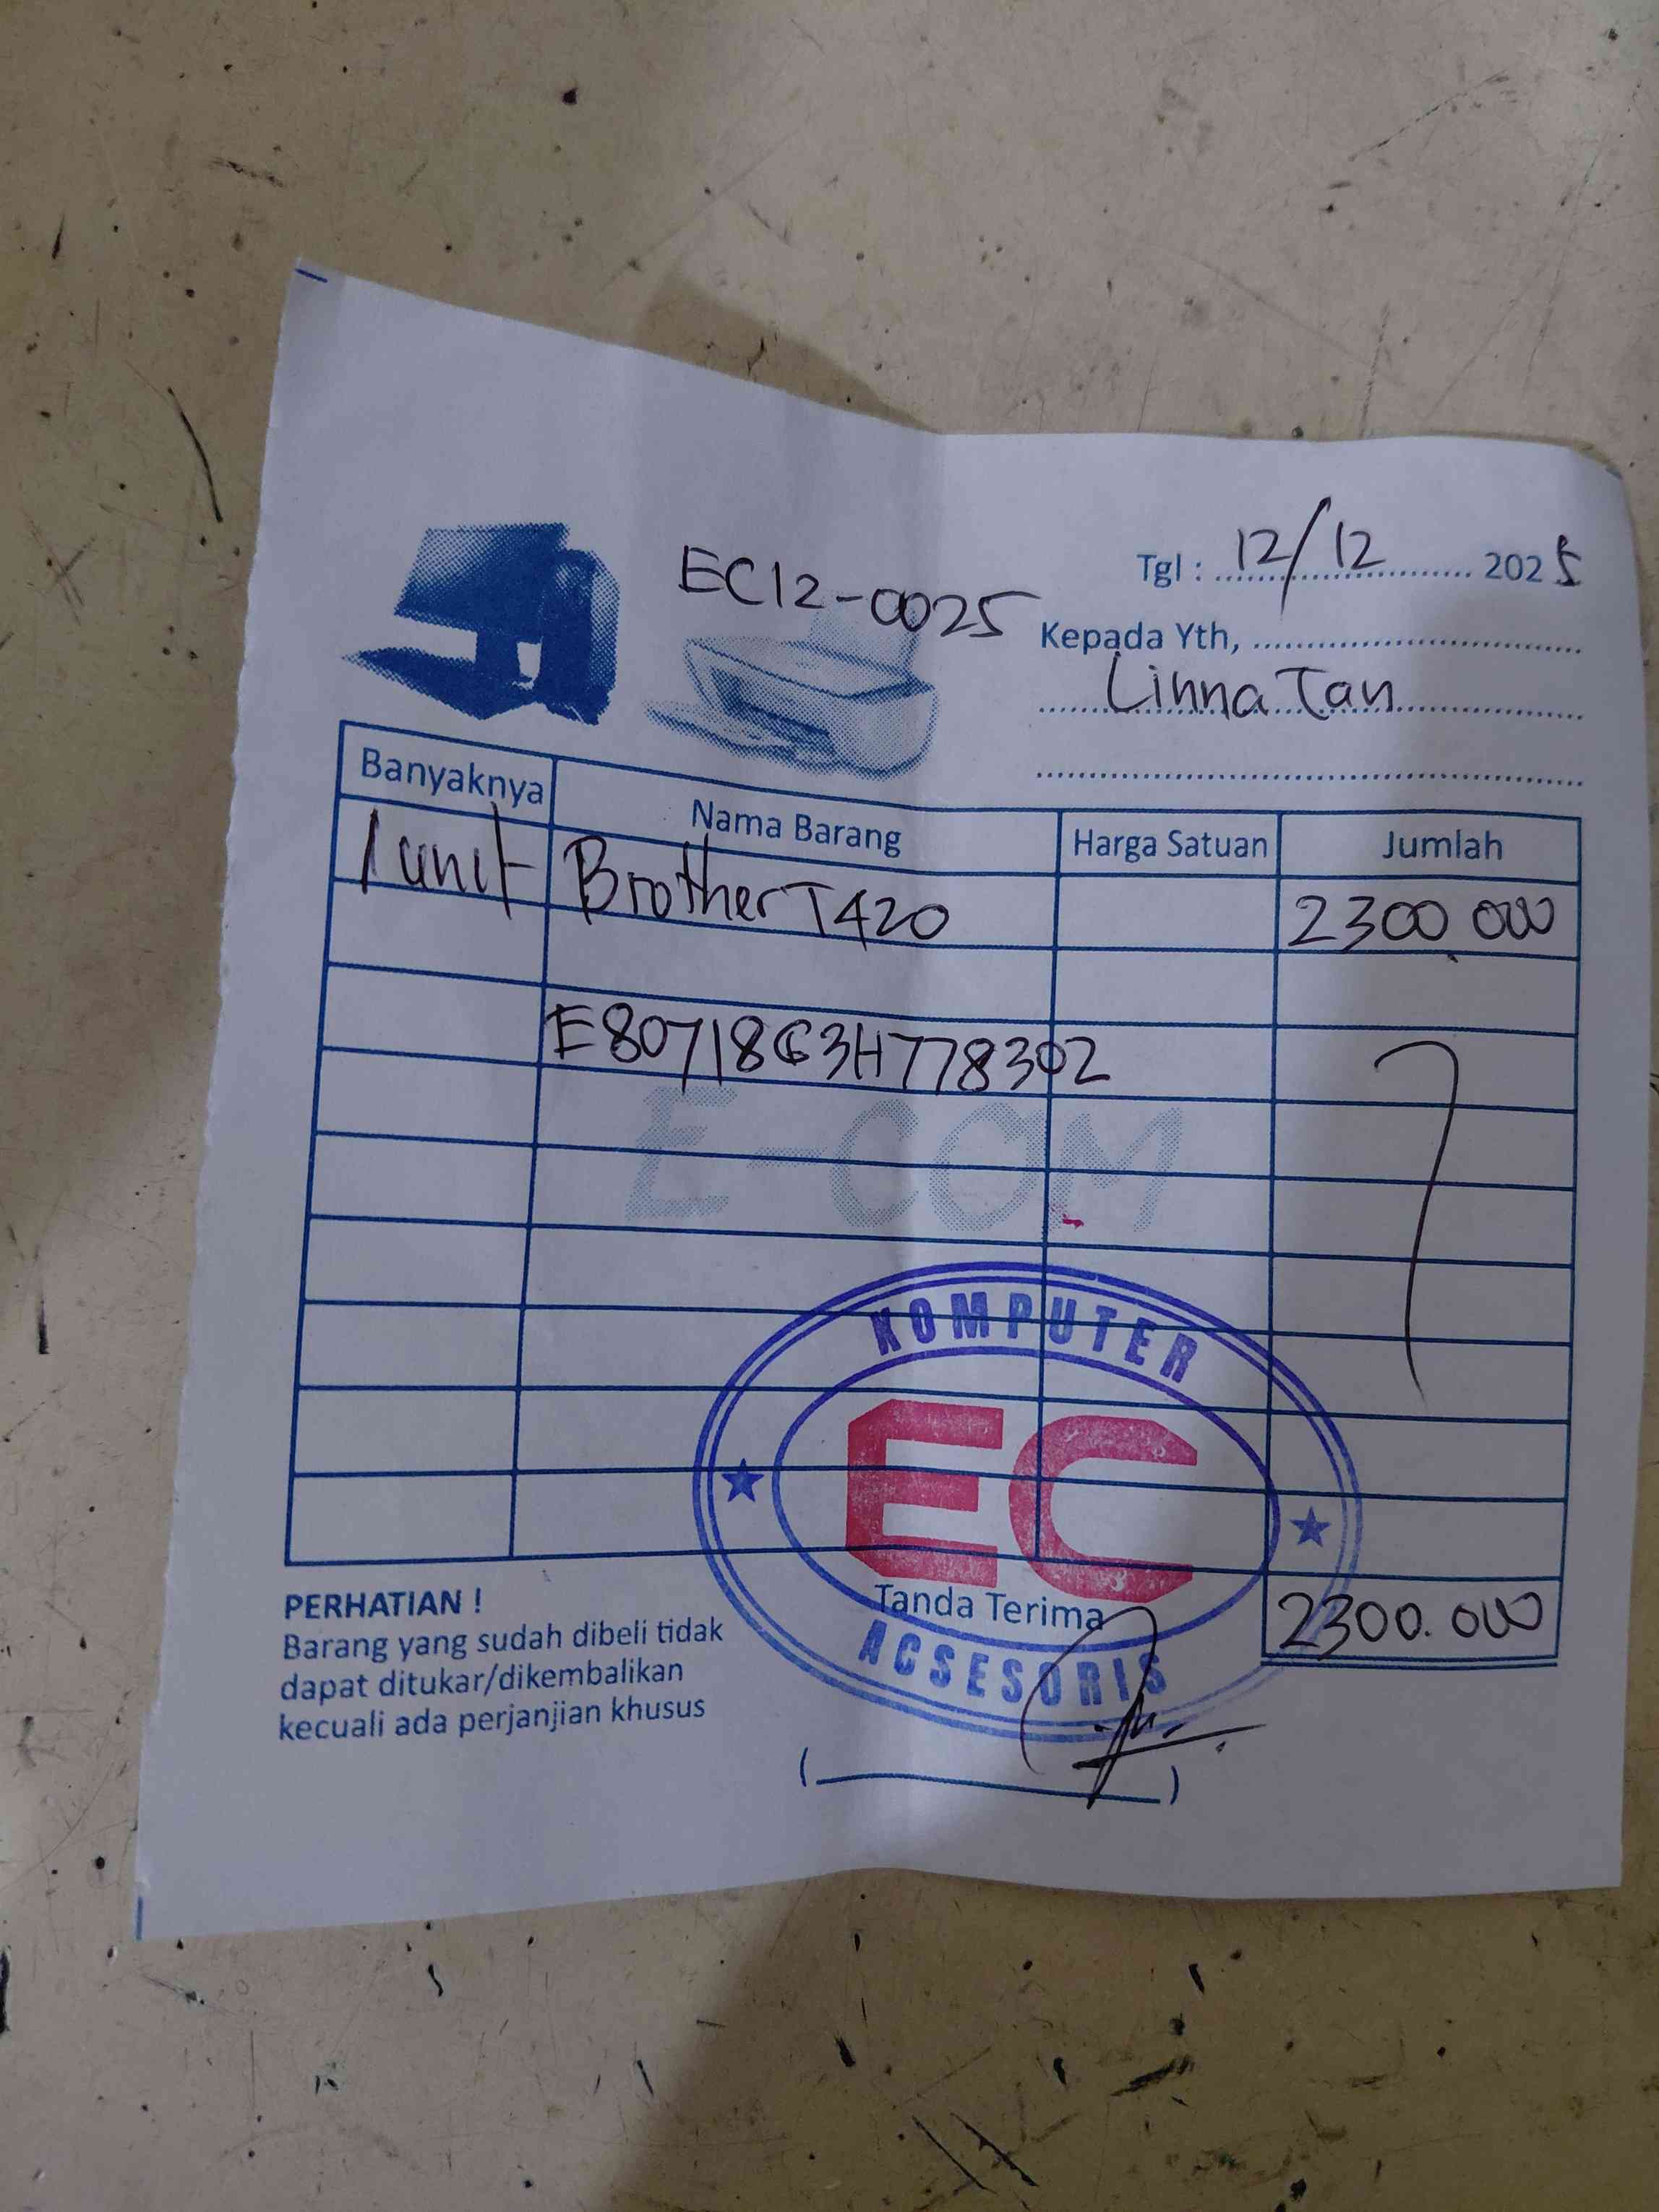 EC12-0025
Tgl : 12/12 2025
Kepada Yth,
Linna Tan
Banyaknya Nama Barang Harga Satuan Jumlah
1 unit Brother T420 2300.000
E80718G3H778302
E-COM
KOMPUTER
EC
ACSESORIS
Tanda Terima
2300.000
PERHATIAN !
Barang yang sudah dibeli tidak
dapat ditukar/dikembalikan
kecuali ada perjanjian khusus